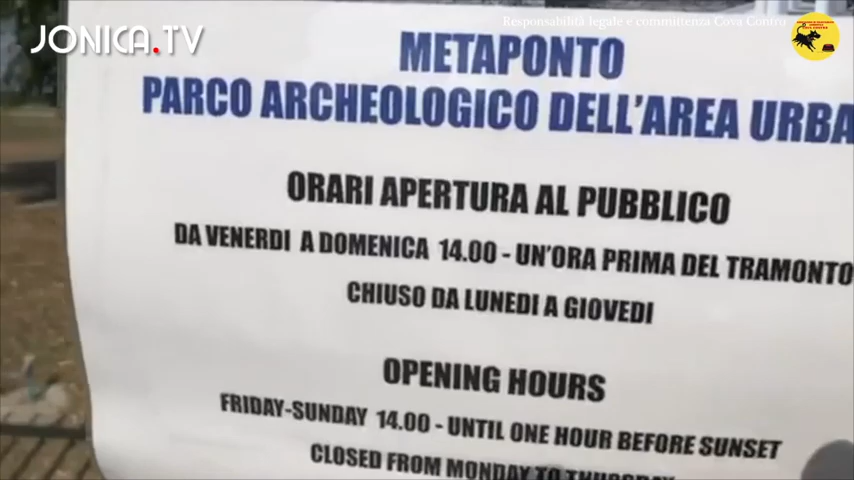 JONICA.TV
Responsabilità legale e committenza Cova Contro
METAPONTO
PARCO ARCHEOLOGICO DELL'AREA URBA
ORARI APERTURA AL PUBBLICO
DA VENERDI A DOMENICA 14.00 - UN'ORA PRIMA DEL TRAMONTO
CHIUSO DA LUNEDI A GIOVEDI
OPENING HOURS
FRIDAY-SUNDAY 14.00 - UNTIL ONE HOUR BEFORE SUNSET
CLOSED FROM MONDAY TO THURSDAY